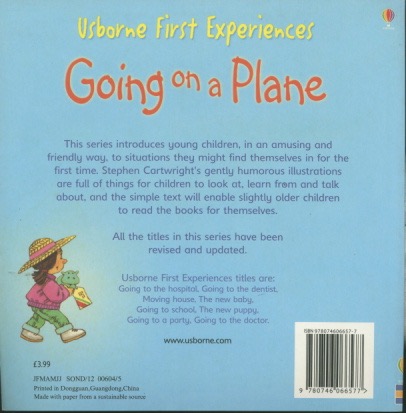 Usborne First Experiences
Going on a Plane
This series introduces young children, in an amusing and
friendly way, to situations they might find themselves in for the
first time. Stephen Cartwright's gently humorous illustrations
are full of things for children to look at, learn from and talk
about, and the simple text will enable slightly older children
to read the books for themselves.
All the titles in this series have been
revised and updated.
Usborne First Experiences titles are:
Going to the hospital, Going to the dentist,
Moving house, The new baby,
Going to school, The new puppy,
Going to a party, Going to the doctor.
www.usborne.com
£3.99
JFMAMJJ SOND/12 00604/5
Printed in Dongguan,Guangdong,China
Made with paper from a sustainable source
ISBN 9780746066577
9 780746 066577 >